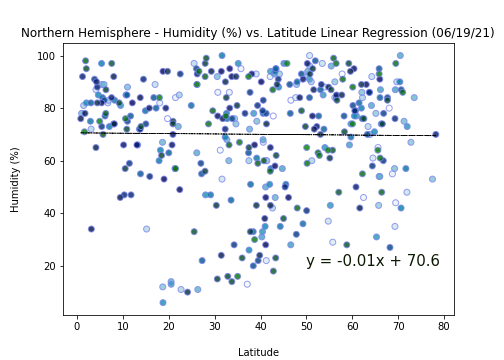 Northern Hemisphere - Humidity (%) vs. Latitude Linear Regression (06/19/21)
Humidity (%)
100
80
60
40
20
y = -0.01x + 70.6
0 10 20 30 40 50 60 70 80
Latitude